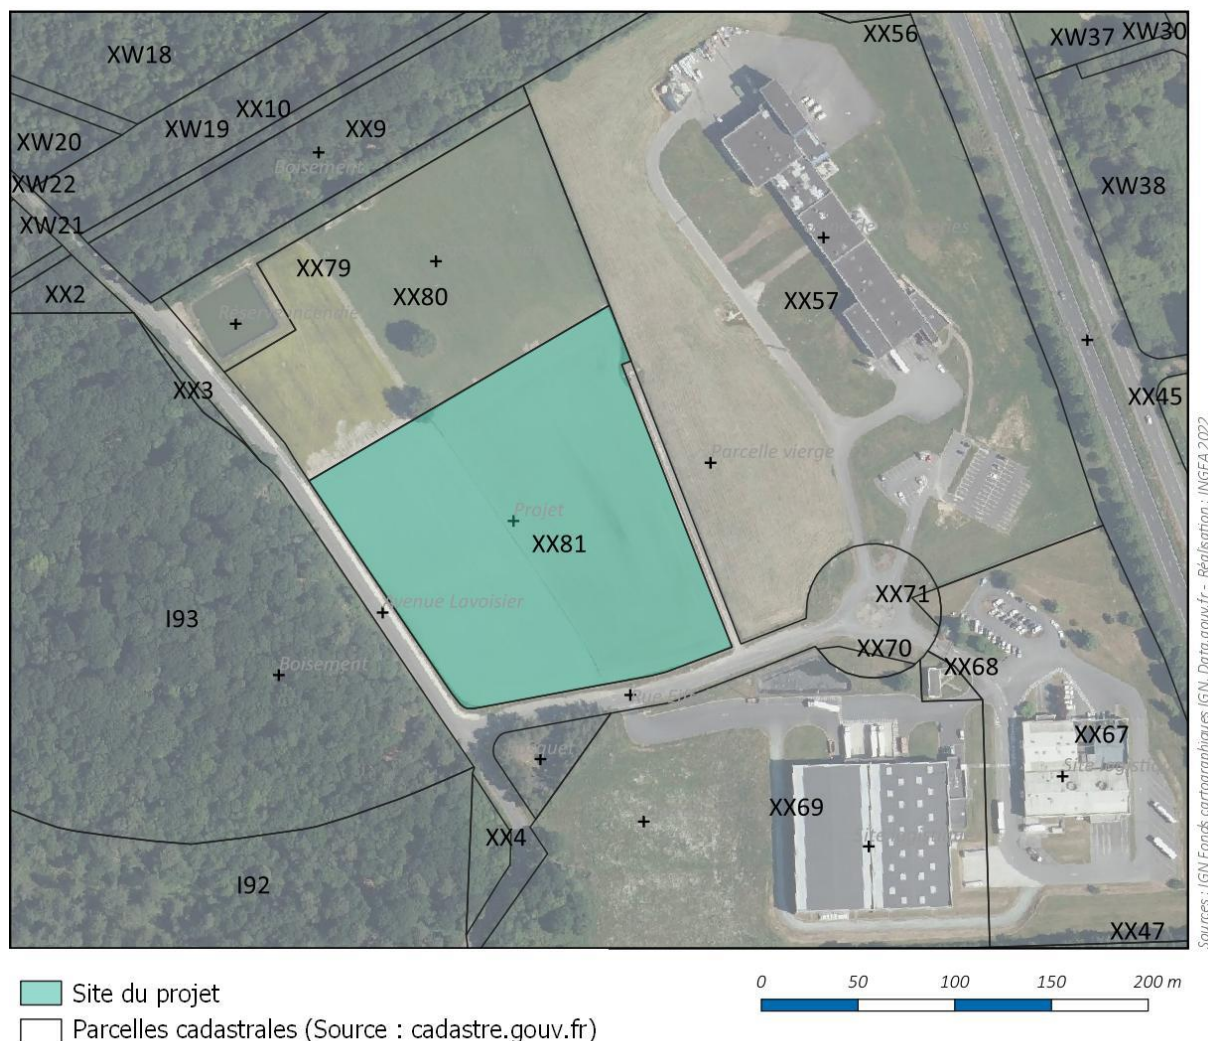 XX56
XW37
XW30
XW18
XX10
XW19
XX9
XW20
Boisement
XW22
XW38
XW21
XX79
XX2
XX80
XX57
Réserve incendie
XX3
XX45
Parcelle vierge
Projet
XX81
XX71
Avenue Lavoisier
I93
XX70
Boisement
XX68
XX67
XX69
XX4
I92
XX47
Sources : IGN Fonds cartographiques IGN, Data.gouv.fr - Réalisation : INGEA 2022
Site du projet
Parcelles cadastrales (Source : cadastre.gouv.fr)
0 50 100 150 200 m